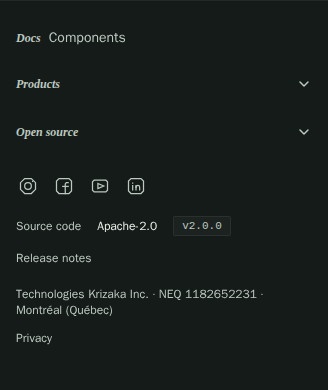 Docs Components
Products
Open source
Source code Apache-2.0 v2.0.0
Release notes
Technologies Krizaka Inc. · NEQ 1182652231 ·
Montréal (Québec)
Privacy